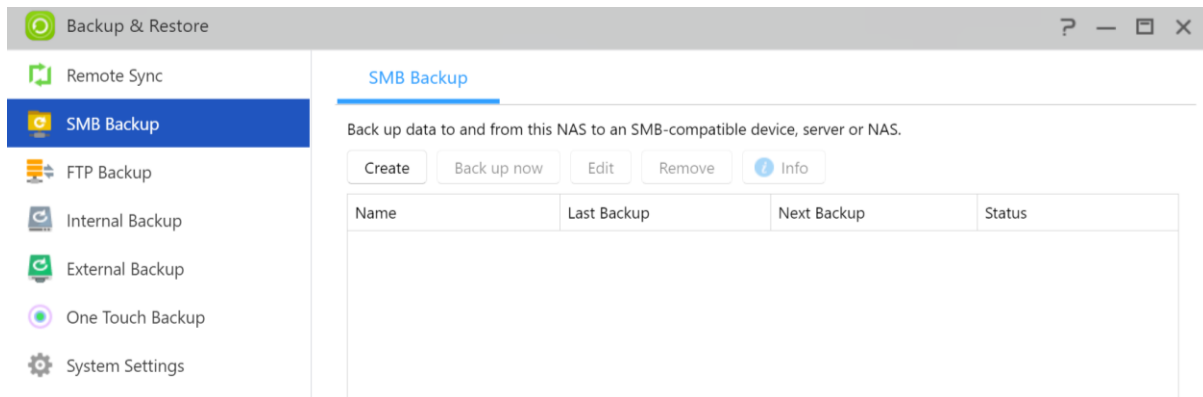 Backup & Restore
Remote Sync
SMB Backup
FTP Backup
Internal Backup
External Backup
One Touch Backup
System Settings
SMB Backup
Back up data to and from this NAS to an SMB-compatible device, server or NAS.
Create Back up now Edit Remove Info
Name Last Backup Next Backup Status